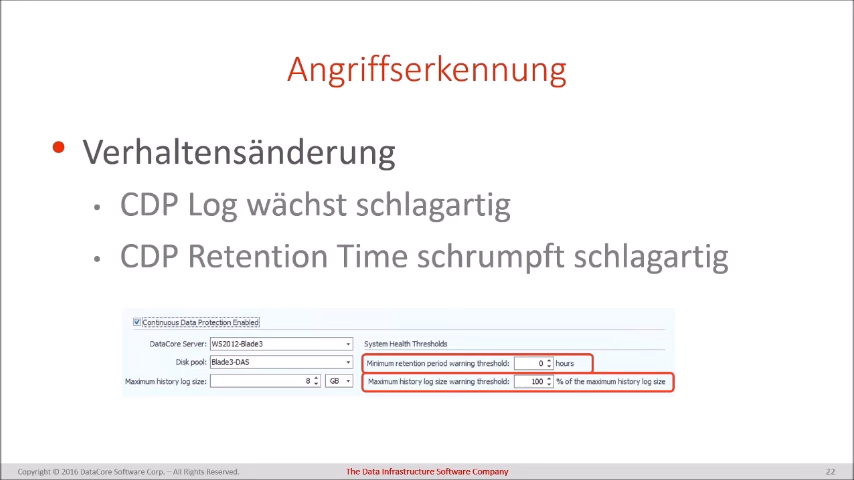 Angriffserkennung
• Verhaltensänderung
• CDP Log wächst schlagartig
• CDP Retention Time schrumpft schlagartig
Continuous Data Protection Enabled
DataCore Server: WS2012-Blade3 System Health Thresholds
Disk pool: Blade3-DAS Minimum retention period warning threshold: 0 hours
Maximum history log size: 8 GB Maximum history log size warning threshold: 100 % of the maximum history log size
Copyright © 2016 DataCore Software Corp. – All Rights Reserved. The Data Infrastructure Software Company 22